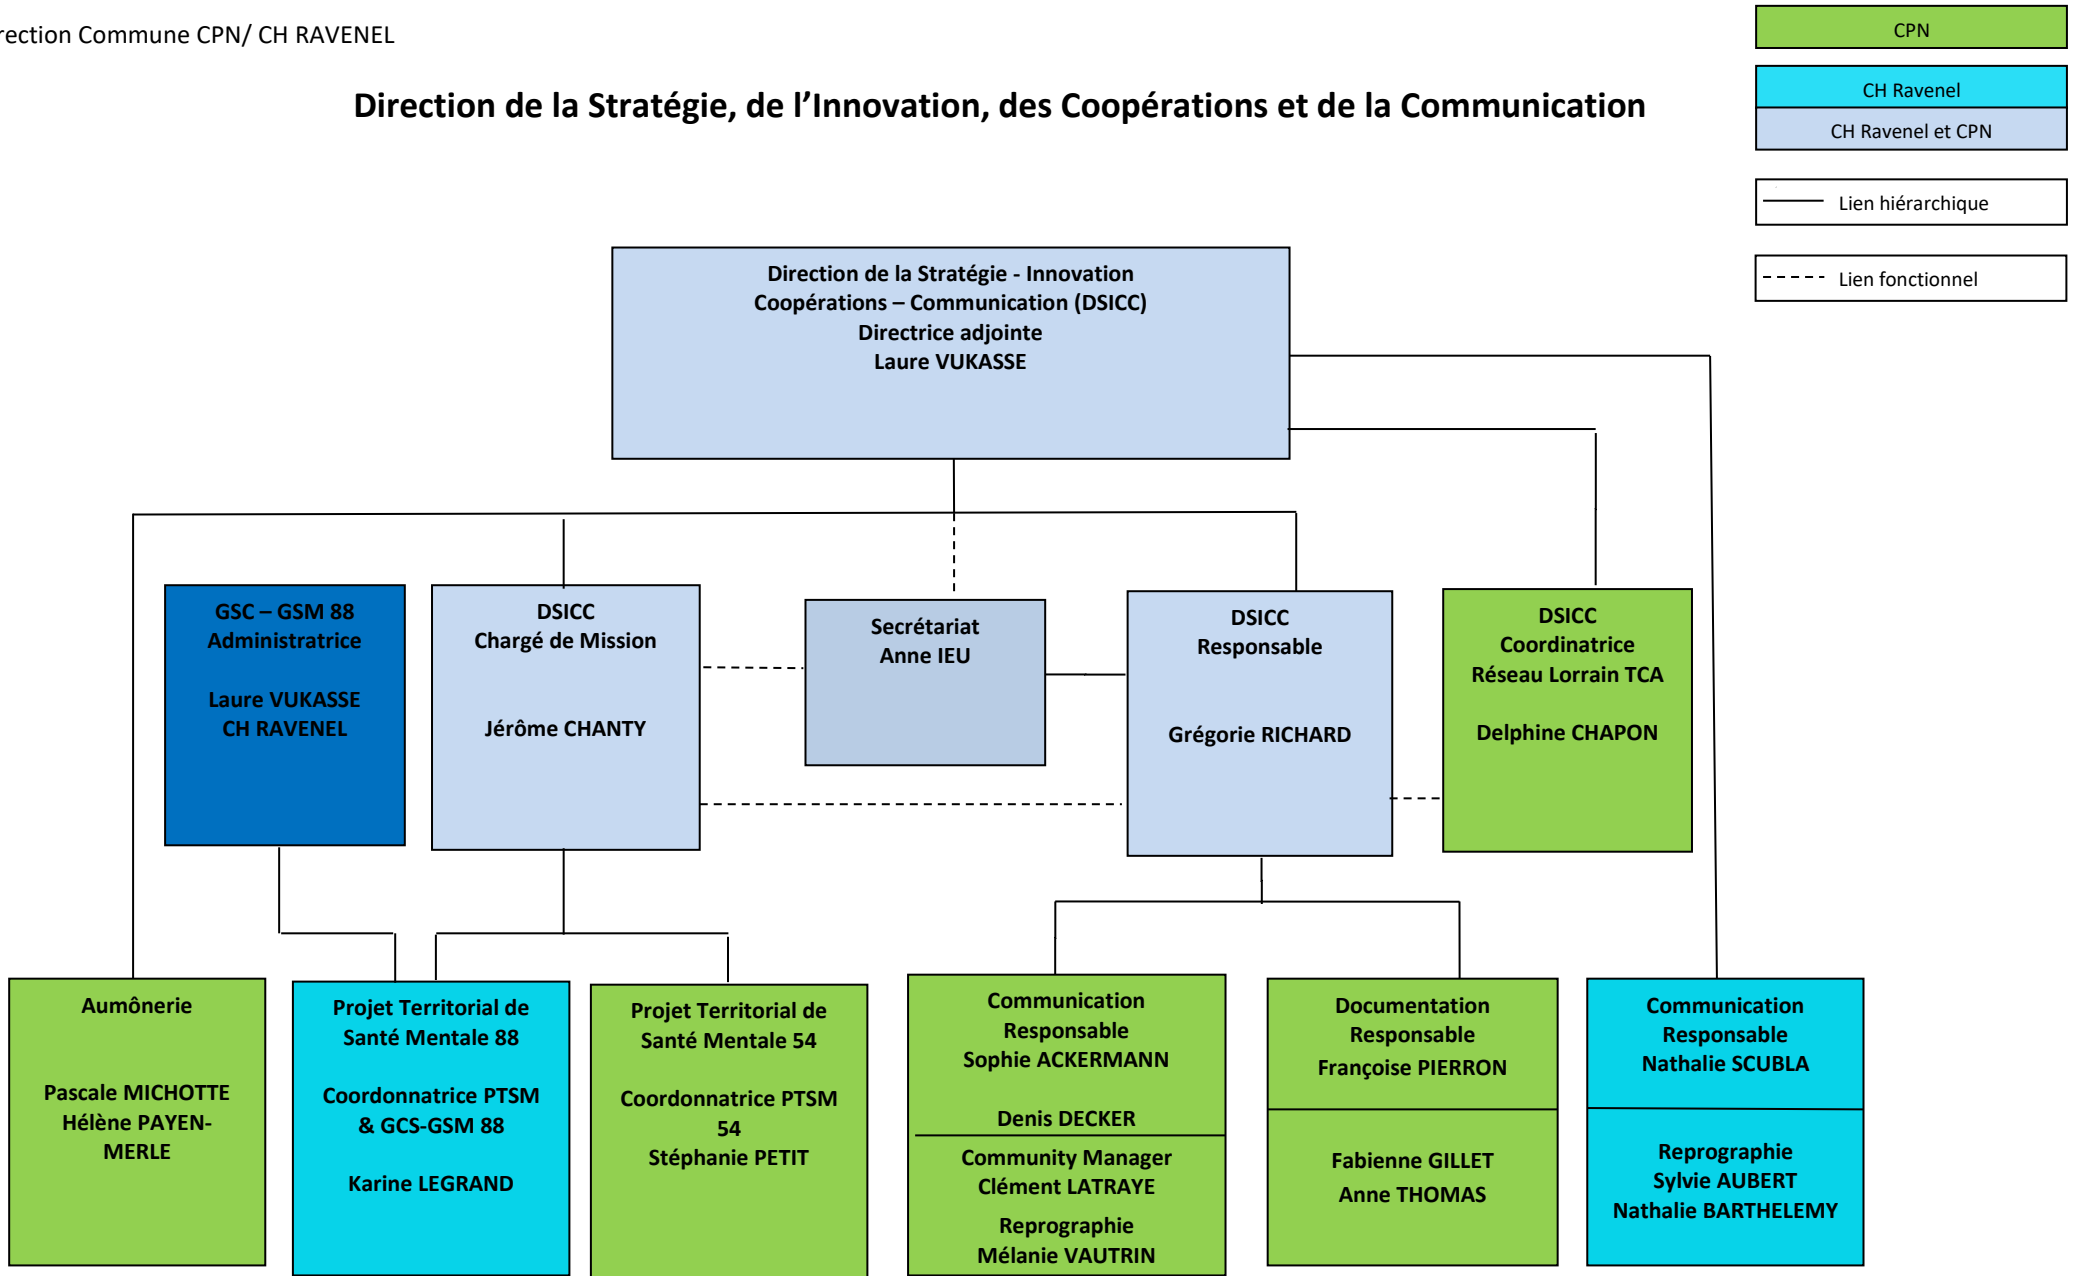 rection Commune CPN/ CH RAVENEL
CPN
CH Ravenel
CH Ravenel et CPN
Lien hiérarchique
Lien fonctionnel
Direction de la Stratégie, de l’Innovation, des Coopérations et de la Communication
Direction de la Stratégie - Innovation
Coopérations – Communication (DSICC)
Directrice adjointe
Laure VUKASSE
GSC – GSM 88
Administratrice
Laure VUKASSE
CH RAVENEL
DSICC
Chargé de Mission
Jérôme CHANTY
Secrétariat
Anne IEU
DSICC
Responsable
Grégorie RICHARD
DSICC
Coordinatrice
Réseau Lorrain TCA
Delphine CHAPON
Aumônerie
Pascale MICHOTTE
Hélène PAYEN-
MERLE
Projet Territorial de
Santé Mentale 88
Coordonnatrice PTSM
& GCS-GSM 88
Karine LEGRAND
Projet Territorial de
Santé Mentale 54
Coordonnatrice PTSM
54
Stéphanie PETIT
Communication
Responsable
Sophie ACKERMANN
Denis DECKER
Community Manager
Clément LATRAYE
Reprographie
Mélanie VAUTRIN
Documentation
Responsable
Françoise PIERRON
Fabienne GILLET
Anne THOMAS
Communication
Responsable
Nathalie SCUBLA
Reprographie
Sylvie AUBERT
Nathalie BARTHELEMY